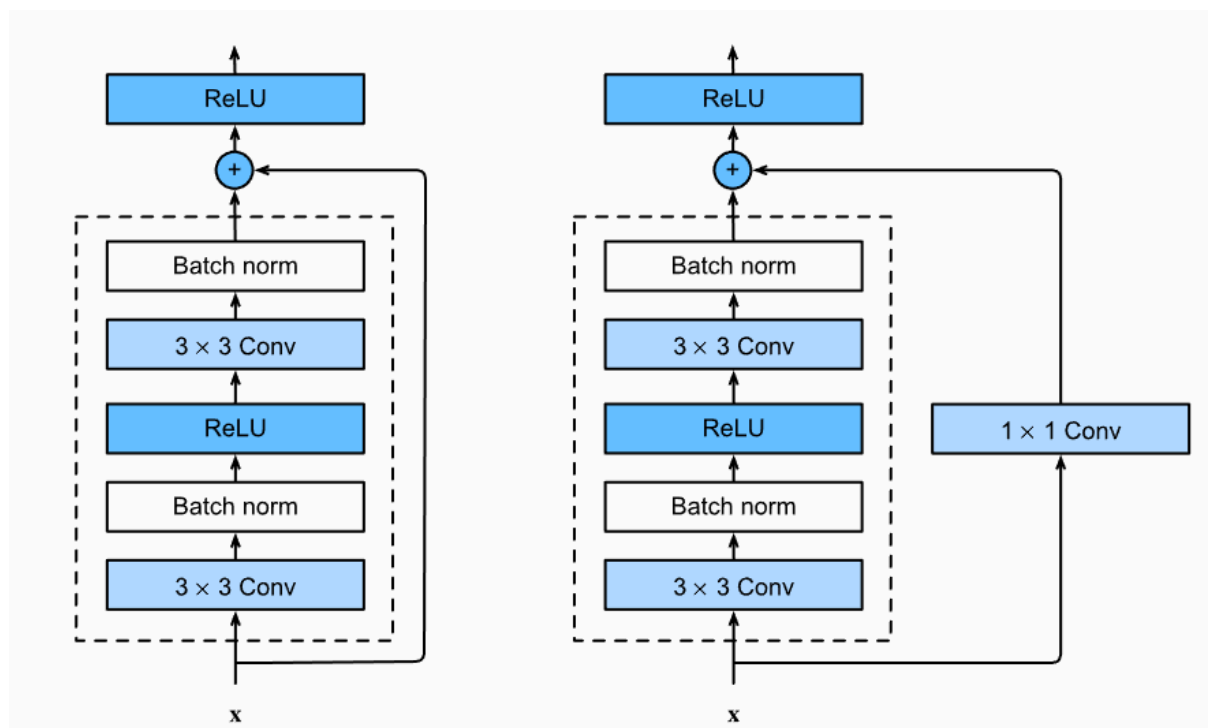 ReLU
+
Batch norm
3 × 3 Conv
ReLU
Batch norm
3 × 3 Conv
x
ReLU
+
Batch norm
3 × 3 Conv
ReLU
Batch norm
3 × 3 Conv
1 × 1 Conv
x